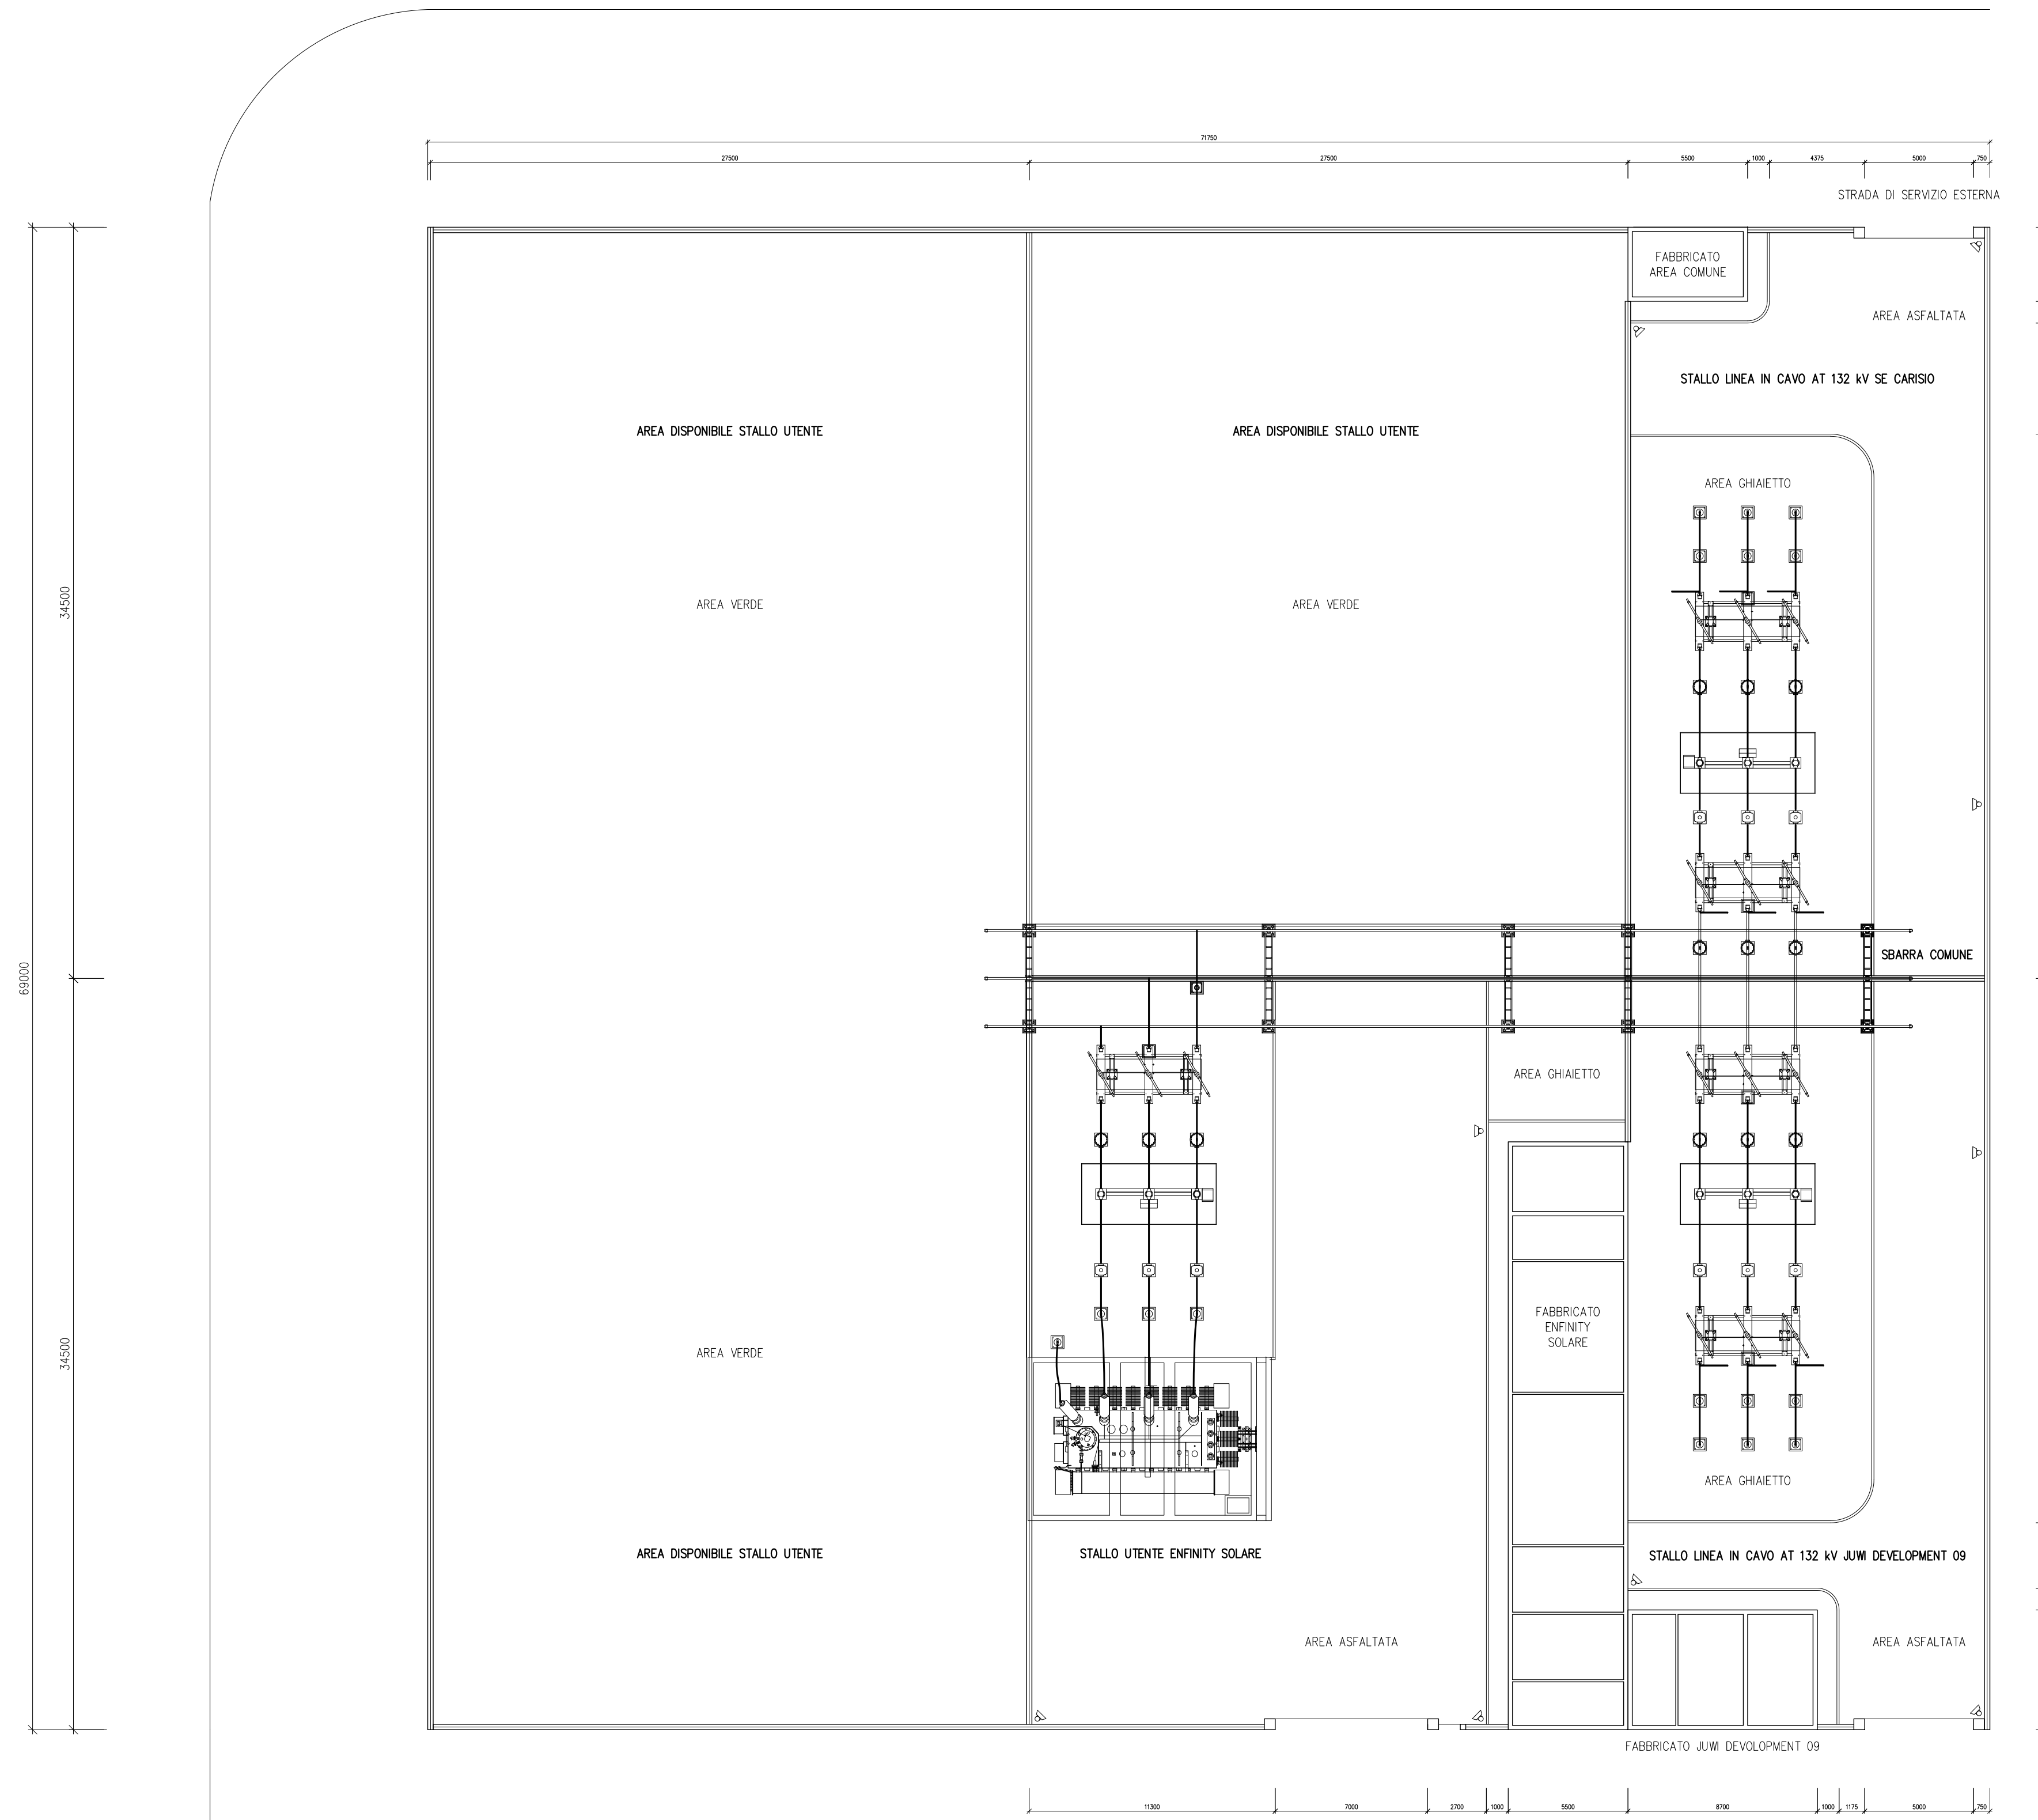 71750
27500
27500
5500
1000
4375
5000
750
STRADA DI SERVIZIO ESTERNA
FABBRICATO
AREA COMUNE
AREA ASFALTATA
STALLO LINEA IN CAVO AT 132 kV SE CARISIO
AREA DISPONIBILE STALLO UTENTE
AREA DISPONIBILE STALLO UTENTE
AREA GHIAIETTO
34500
AREA VERDE
AREA VERDE
69000
SBARRA COMUNE
AREA GHIAIETTO
FABBRICATO
ENFINITY
SOLARE
34500
AREA VERDE
AREA GHIAIETTO
AREA DISPONIBILE STALLO UTENTE
STALLO UTENTE ENFINITY SOLARE
STALLO LINEA IN CAVO AT 132 kV JUWI DEVELOPMENT 09
AREA ASFALTATA
AREA ASFALTATA
FABBRICATO JUWI DEVOLOPMENT 09
11300
7000
2700
1000
5500
8700
1000
1175
5000
750